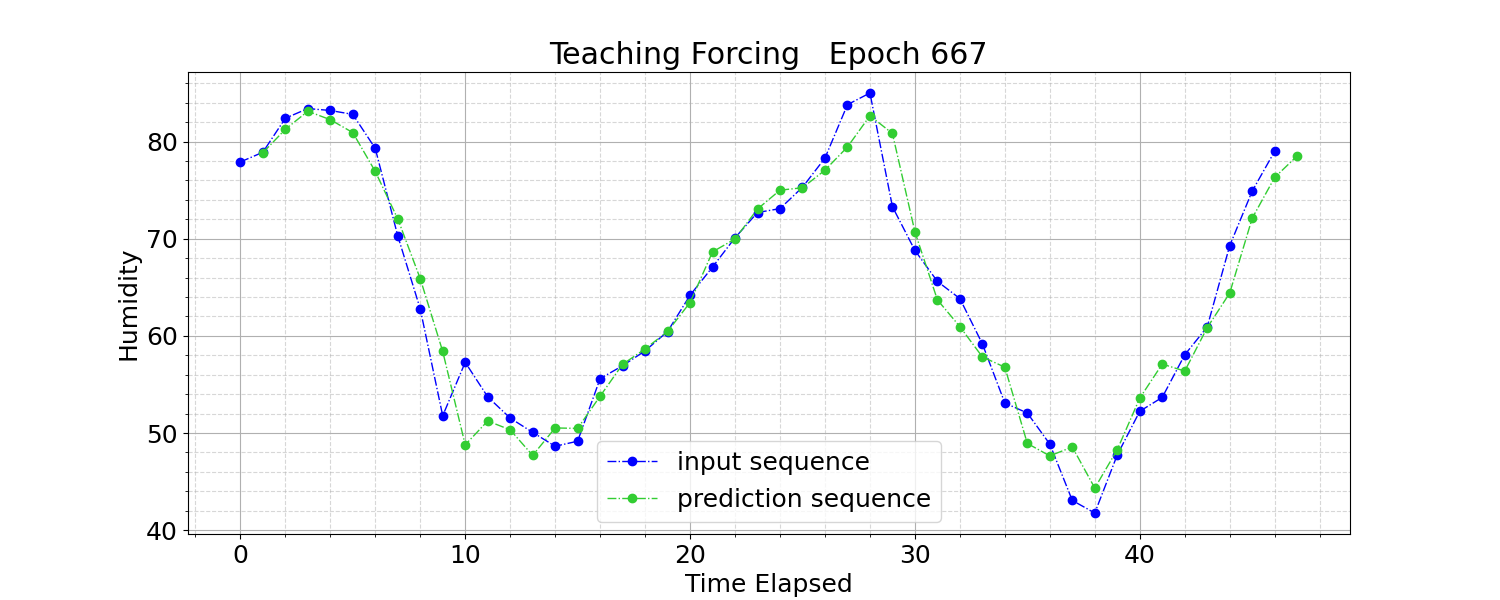 Teaching Forcing   Epoch 667
Humidity
80
70
60
50
40
input sequence
prediction sequence
0 10 20 30 40
Time Elapsed